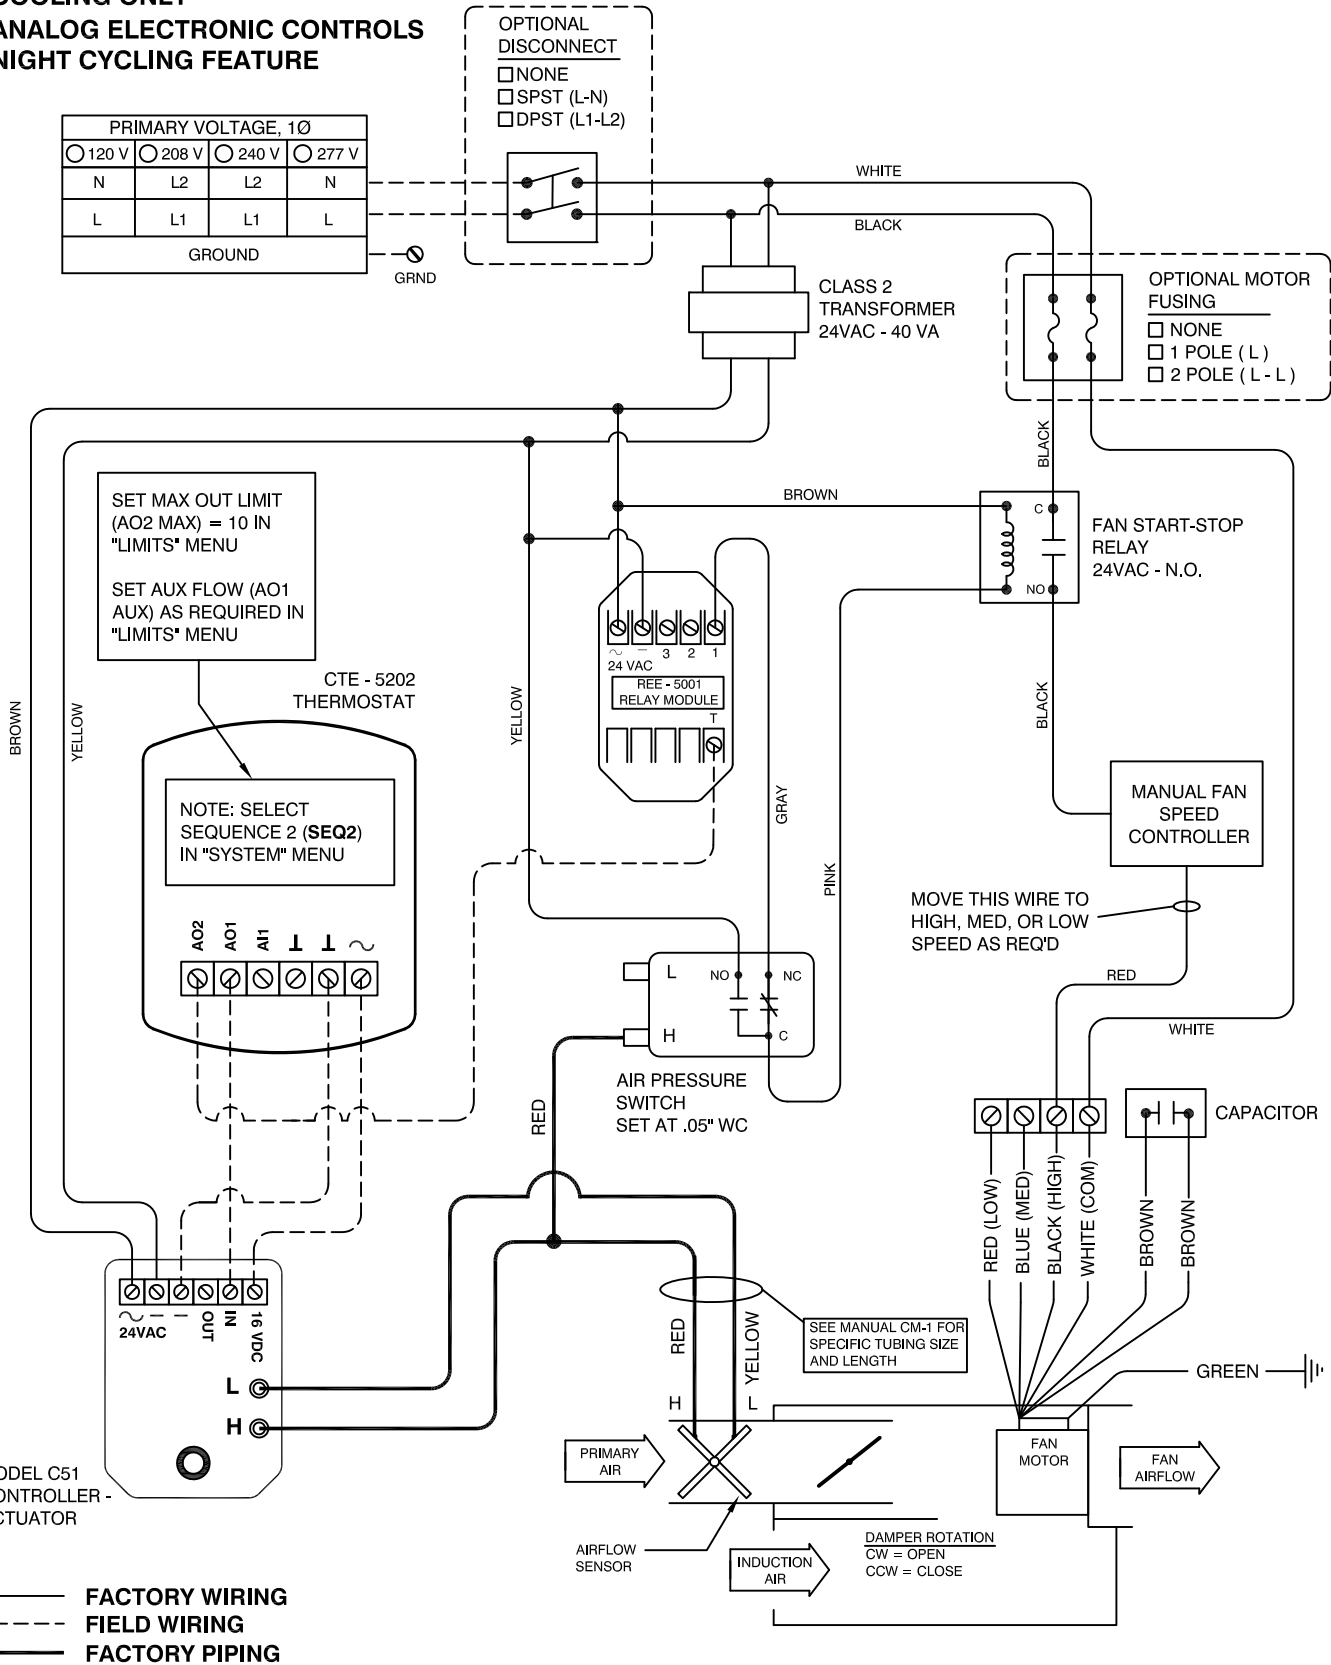 COOLING ONLY
ANALOG ELECTRONIC CONTROLS
NIGHT CYCLING FEATURE
OPTIONAL
DISCONNECT
NONE
SPST (L-N)
DPST (L1-L2)
PRIMARY VOLTAGE, 1Ø
120 V 208 V 240 V 277 V
N L2 L2 N
L L1 L1 L
GROUND
GRND
WHITE
BLACK
CLASS 2
TRANSFORMER
24VAC - 40 VA
OPTIONAL MOTOR
FUSING
NONE
1 POLE ( L )
2 POLE ( L - L )
BLACK
BROWN
C
NO
FAN START-STOP
RELAY
24VAC - N.O.
SET MAX OUT LIMIT
(AO2 MAX) = 10 IN
"LIMITS" MENU
SET AUX FLOW (AO1
AUX) AS REQUIRED IN
"LIMITS" MENU
CTE - 5202
THERMOSTAT
BROWN
YELLOW
YELLOW
3 2 1
24 VAC
REE - 5001
RELAY MODULE
T
GRAY
PINK
BLACK
NOTE: SELECT
SEQUENCE 2 (SEQ2)
IN "SYSTEM" MENU
AO2
AO1
AI1
MANUAL FAN
SPEED
CONTROLLER
MOVE THIS WIRE TO
HIGH, MED, OR LOW
SPEED AS REQ'D
RED
WHITE
L
H
NO
NC
C
AIR PRESSURE
SWITCH
SET AT .05" WC
RED
CAPACITOR
RED (LOW)
BLUE (MED)
BLACK (HIGH)
WHITE (COM)
BROWN
BROWN
24VAC
OUT
IN
16 VDC
L
H
RED
YELLOW
SEE MANUAL CM-1 FOR
SPECIFIC TUBING SIZE
AND LENGTH
H
L
GREEN
PRIMARY
AIR
FAN
MOTOR
FAN
AIRFLOW
ODEL C51
ONTROLLER -
CTUATOR
AIRFLOW
SENSOR
INDUCTION
AIR
DAMPER ROTATION
CW = OPEN
CCW = CLOSE
FACTORY WIRING
FIELD WIRING
FACTORY PIPING